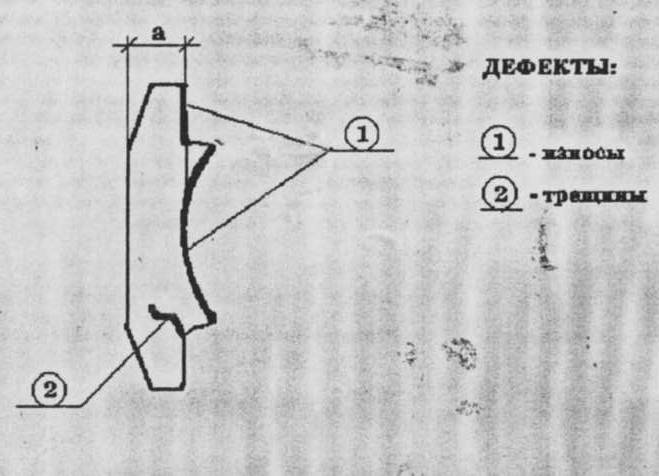 a
ДЕФЕКТЫ:
1
1 - износы
2 - трещины
2